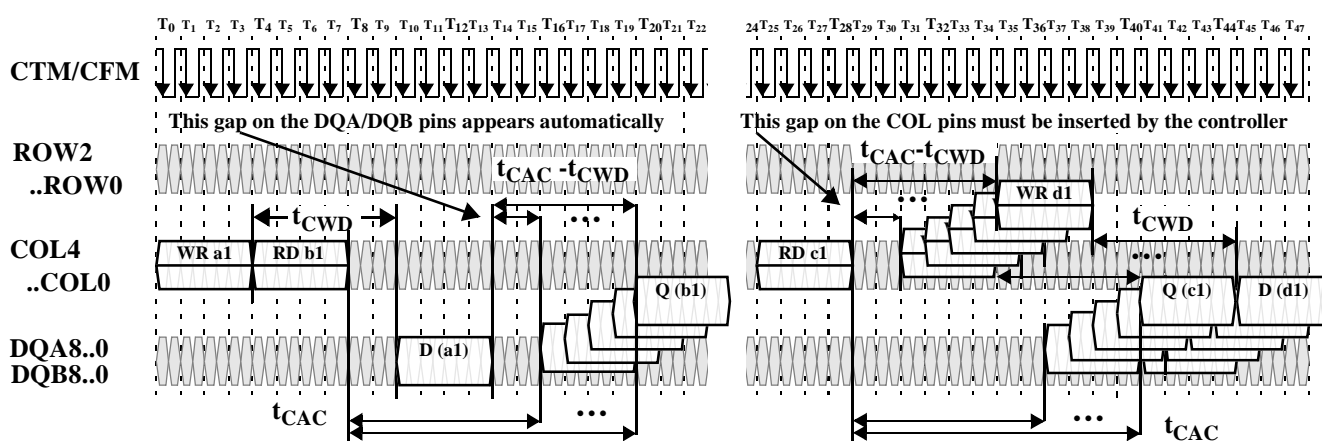 T0 T1 T2 T3 T4 T5 T6 T7 T8 T9 T10 T11 T12 T13 T14 T15 T16 T17 T18 T19 T20 T21 T22 24 T25 T26 T27 T28 T29 T30 T31 T32 T33 T34 T35 T36 T37 T38 T39 T40 T41 T42 T43 T44 T45 T46 T47
CTM/CFM
This gap on the DQA/DQB pins appears automatically
This gap on the COL pins must be inserted by the controller
ROW2
..ROW0
tCAC -tCWD
•••
tCAC-tCWD
•••
WR d1
tCWD
tCWD
COL4
..COL0
WR a1
RD b1
RD c1
•••
Q (b1)
Q (c1)
D (d1)
DQA8..0
DQB8..0
D (a1)
tCAC
•••
•••
tCAC